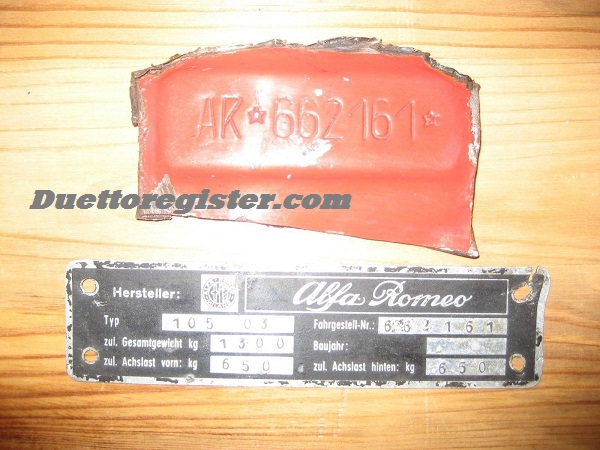 AR*662161*
Duettoregister.com
Hersteller: Alfa Romeo
Typ 105 03 Fahrgestell-Nr.: 662161
zul. Gesamtgewicht kg 1300 Baujahr:
zul. Achslast vorn: kg 650 zul. Achslast hinten: kg 650